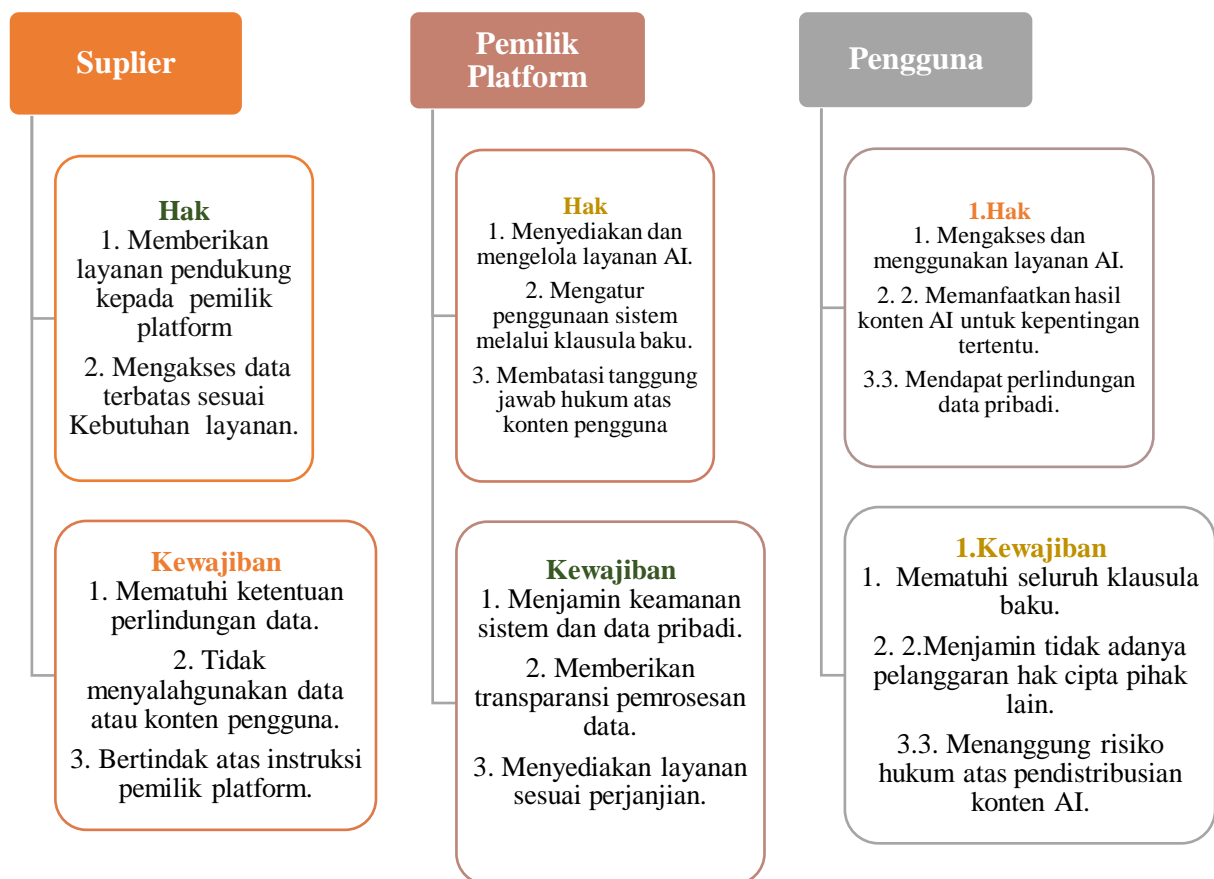 Suplier
Hak
1. Memberikan
layanan pendukung
kepada pemilik
platform
2. Mengakses data
terbatas sesuai
Kebutuhan layanan.
Kewajiban
1. Mematuhi ketentuan
perlindungan data.
2. Tidak
menyalahgunakan data
atau konten pengguna.
3. Bertindak atas instruksi
pemilik platform.
Pemilik
Platform
Hak
1. Menyediakan dan
mengelola layanan AI.
2. Mengatur
penggunaan sistem
melalui klausula baku.
3. Membatasi tanggung
jawab hukum atas
konten pengguna
Kewajiban
1. Menjamin keamanan
sistem dan data pribadi.
2. Memberikan
transparansi pemrosesan
data.
3. Menyediakan layanan
sesuai perjanjian.
Pengguna
1.Hak
1. Mengakses dan
menggunakan layanan AI.
2. 2. Memanfaatkan hasil
konten AI untuk kepentingan
tertentu.
3.3. Mendapat perlindungan
data pribadi.
1.Kewajiban
1. Mematuhi seluruh klausula
baku.
2. 2.Menjamin tidak adanya
pelanggaran hak cipta pihak
lain.
3.3. Menanggung risiko
hukum atas pendistribusian
konten AI.